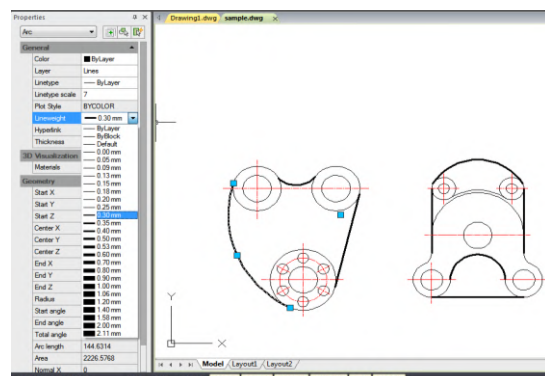 Properties
Drawing1.dwg sample.dwg
Arc
General
Color ByLayer
Layer Lines
Linetype ByLayer
Linetype scale 7
Plot Style BYCOLOR
Lineweight 0.30 mm
Hyperlink
Thickness
3D Visualization
Materials
Geometry
Start X
Start Y
Start Z
Center X
Center Y
Center Z
End X
End Y
End Z
Radius
Start angle
End angle
Total angle
Arc length 144.6314
Area 2226.5768
Normal X 0
ByLayer
ByBlock
Default
0.00 mm
0.05 mm
0.09 mm
0.13 mm
0.15 mm
0.18 mm
0.20 mm
0.25 mm
0.30 mm
0.35 mm
0.40 mm
0.50 mm
0.53 mm
0.60 mm
0.70 mm
0.80 mm
0.90 mm
1.00 mm
1.06 mm
1.20 mm
1.40 mm
1.58 mm
2.00 mm
2.11 mm
Y
X
Model Layout1 Layout2